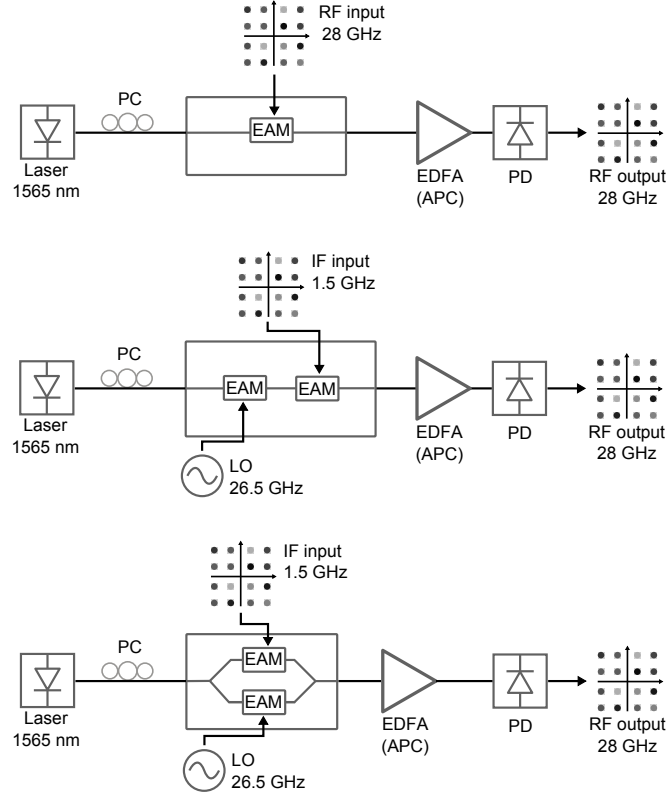 RF input
28 GHz
PC
EAM
Laser
1565 nm
EDFA
(APC)
PD
RF output
28 GHz
IF input
1.5 GHz
PC
EAM
EAM
Laser
1565 nm
LO
26.5 GHz
EDFA
(APC)
PD
RF output
28 GHz
IF input
1.5 GHz
PC
EAM
EAM
Laser
1565 nm
LO
26.5 GHz
EDFA
(APC)
PD
RF output
28 GHz